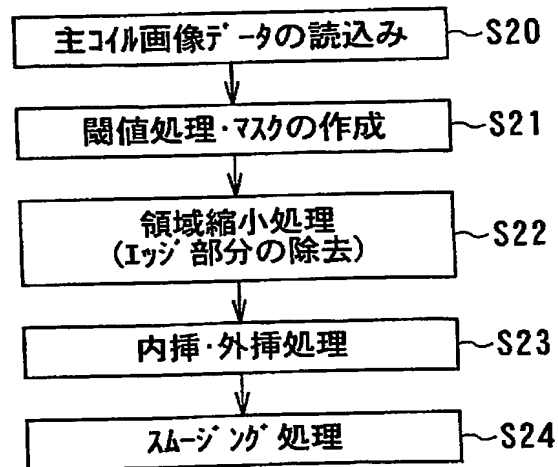 主コイル画像データの読込み
S20
閾値処理・マスクの作成
S21
領域縮小処理
(エッジ部分の除去)
S22
内挿・外挿処理
S23
スムージング処理
S24